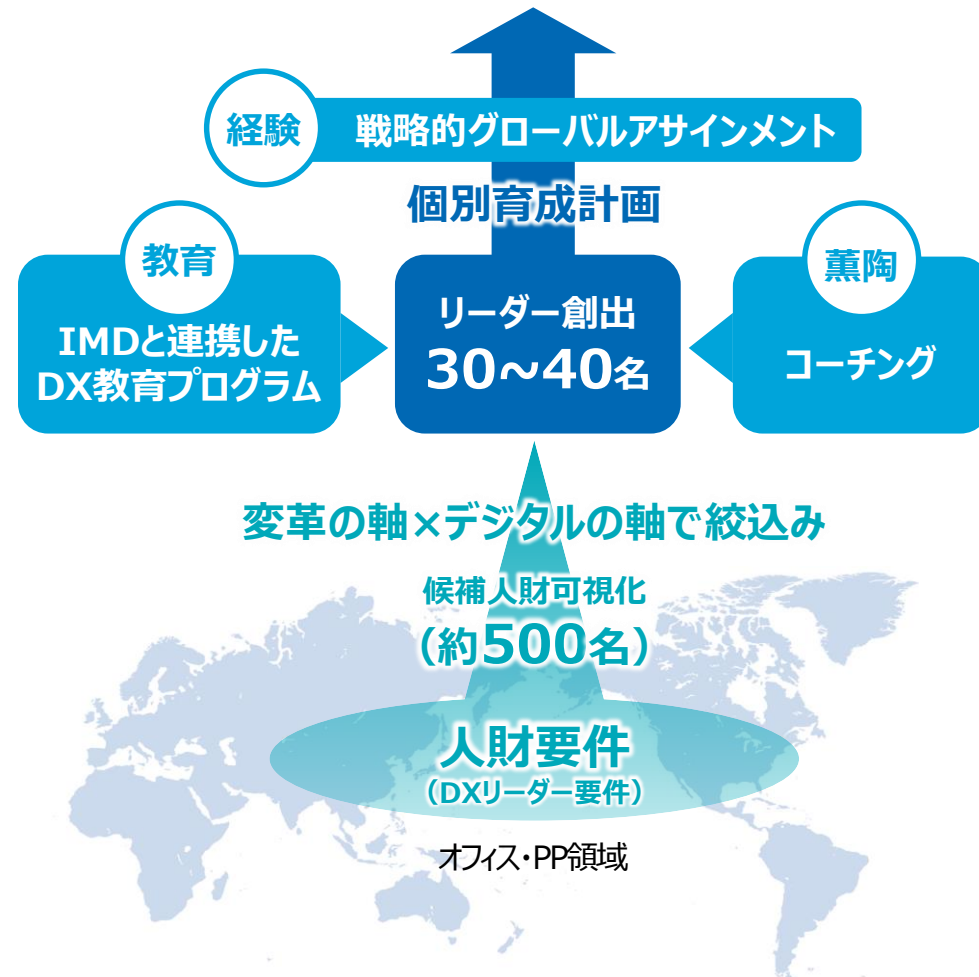 経験
戦略的グローバルアサインメント
個別育成計画
教育
IMDと連携した
DX教育プログラム
リーダー創出
30~40名
薫陶
コーチング
変革の軸×デジタルの軸で絞込み
候補人財可視化
(約500名)
人財要件
(DXリーダー要件)
オフィス・PP領域